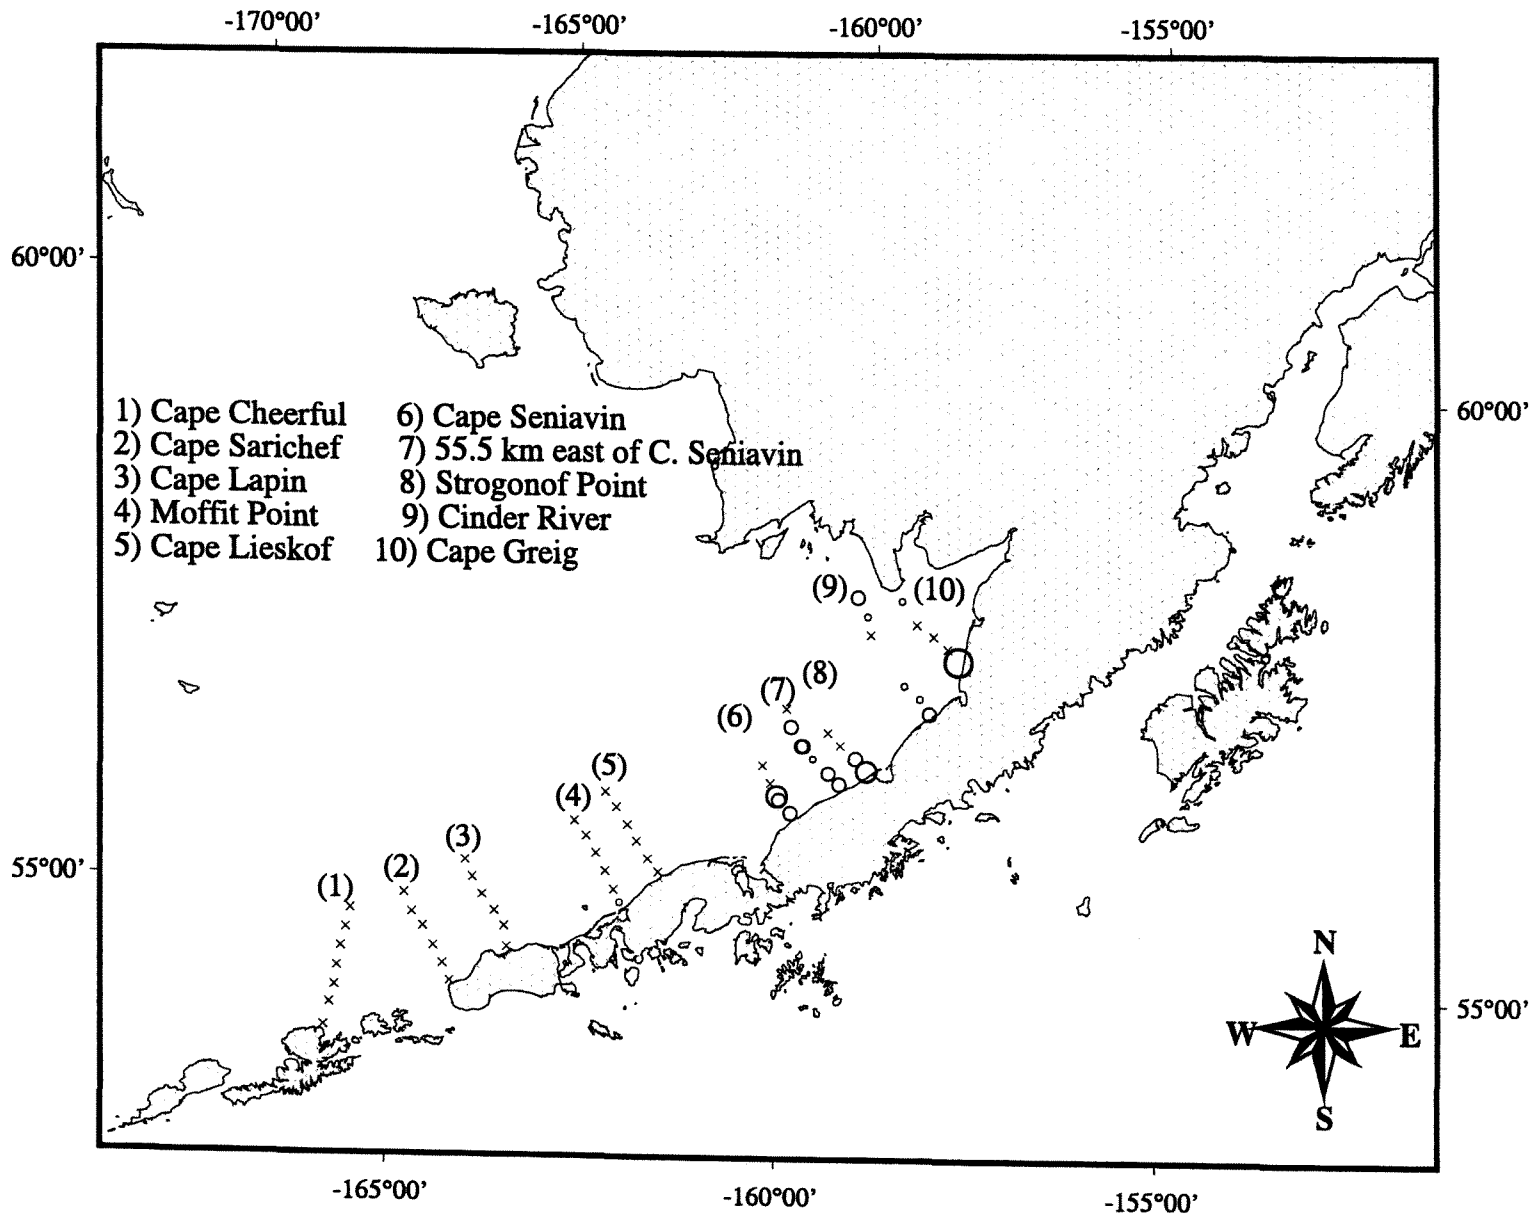 -170°00' -165°00' -160°00' -155°00'
60°00'
60°00'
1) Cape Cheerful 6) Cape Seniavin
2) Cape Sarichef 7) 55.5 km east of C. Seniavin
3) Cape Lapin 8) Strogonof Point
4) Moffit Point 9) Cinder River
5) Cape Lieskof 10) Cape Greig
(9) (10)
(8)
(7)
(6)
(5)
(4)
(3)
(2)
(1)
55°00'
55°00'
N
W E
S
-165°00' -160°00' -155°00'